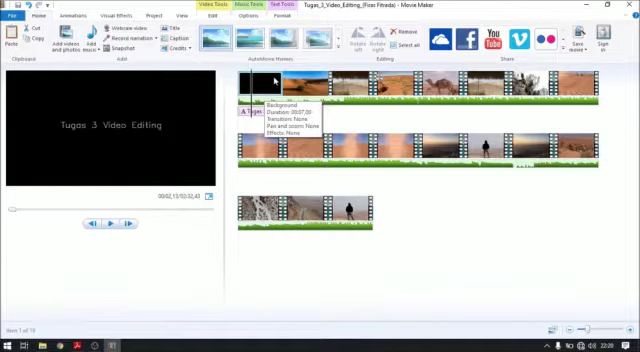 Video Tools Music Tools Text Tools Tugas_3_Video_Editing_(Firas Fitrada) - Movie Maker
File Home Animations Visual Effects Project View Edit Options Format
Paste Cut Copy Add videos and photos Add music Webcam video Record narration Snapshot Title Caption Credits Rotate left Rotate right Remove Select all Save movie Sign in
Clipboard Add AutoMovie themes Editing Share
Tugas 3 Video Editing
A Tugas
Background
Duration: 00:07,00
Transition: None
Pan and zoom: None
Effects: None
00:02,13/03:32,43
Item 1 of 19
22:20